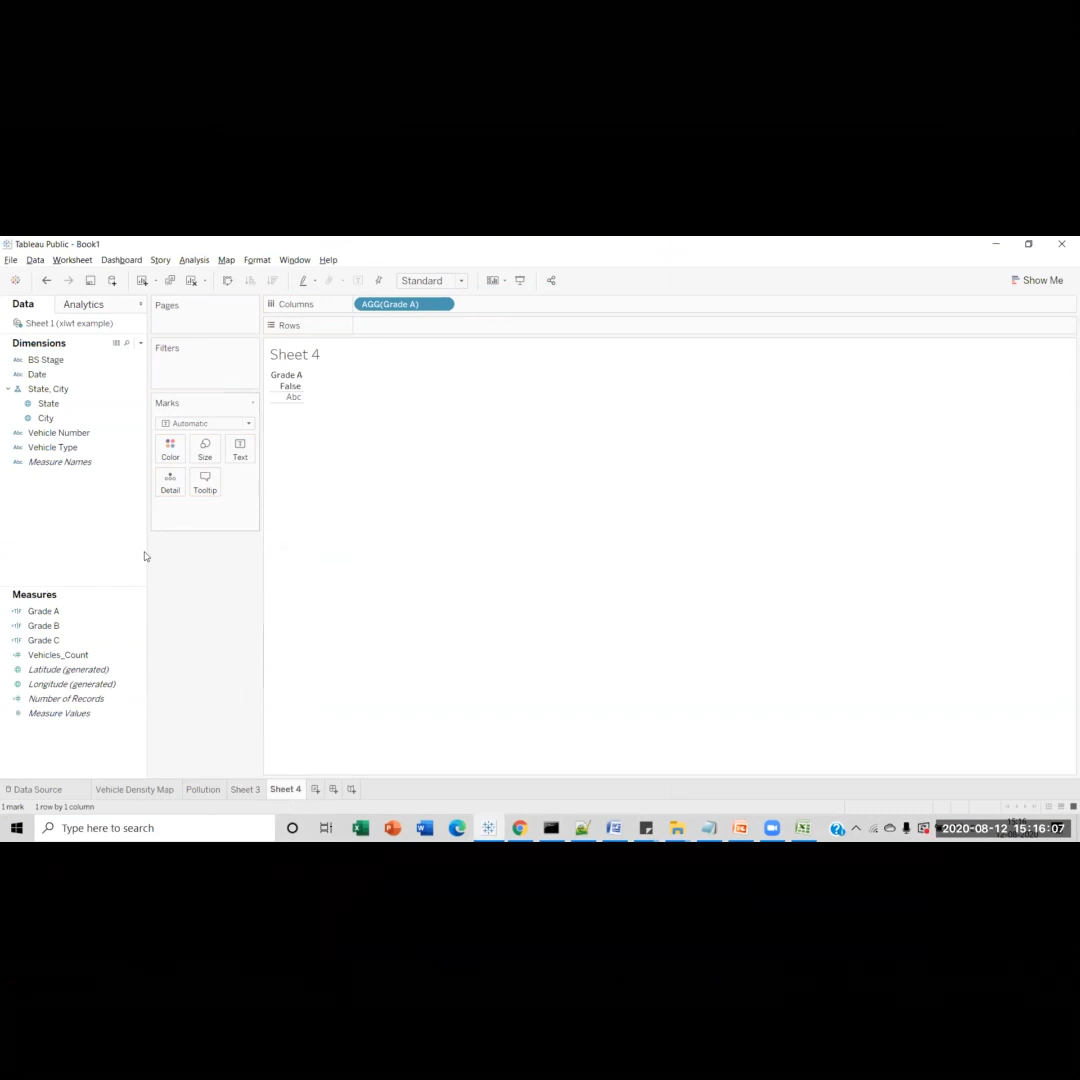 Tableau Public - Book1
File Data Worksheet Dashboard Story Analysis Map Format Window Help
Standard
Show Me
Data Analytics
Pages
Columns AGG(Grade A)
Sheet 1 (xlwt example)
Rows
Dimensions
Filters
Sheet 4
Abc BS Stage
Abc Date
State, City
State
City
Abc Vehicle Number
Abc Vehicle Type
Abc Measure Names
Grade A
False
Abc
Marks
Automatic
Color Size Text
Detail Tooltip
Measures
=T|F Grade A
=T|F Grade B
=T|F Grade C
Vehicles_Count
Latitude (generated)
Longitude (generated)
=# Number of Records
# Measure Values
Data Source Vehicle Density Map Pollution Sheet 3 Sheet 4
1 mark 1 row by 1 column
Type here to search
2020-08-12 15:16:07